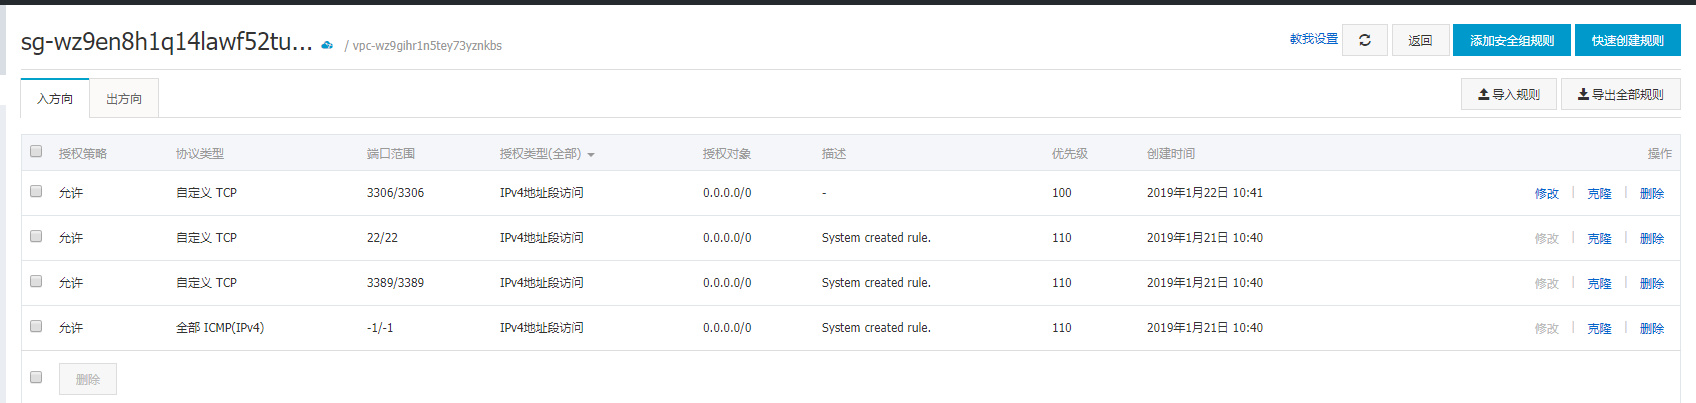 sg-wz9en8h1q14lawf52tu... / vpc-wz9gihr1n5tey73yznkbs 教我设置 返回 添加安全组规则 快速创建规则
入方向 出方向 导入规则 导出全部规则
授权策略 协议类型 端口范围 授权类型(全部) 授权对象 描述 优先级 创建时间 操作
允许 自定义 TCP 3306/3306 IPv4地址段访问 0.0.0.0/0 - 100 2019年1月22日 10:41 修改 | 克隆 | 删除
允许 自定义 TCP 22/22 IPv4地址段访问 0.0.0.0/0 System created rule. 110 2019年1月21日 10:40 修改 | 克隆 | 删除
允许 自定义 TCP 3389/3389 IPv4地址段访问 0.0.0.0/0 System created rule. 110 2019年1月21日 10:40 修改 | 克隆 | 删除
允许 全部 ICMP(IPv4) -1/-1 IPv4地址段访问 0.0.0.0/0 System created rule. 110 2019年1月21日 10:40 修改 | 克隆 | 删除
删除